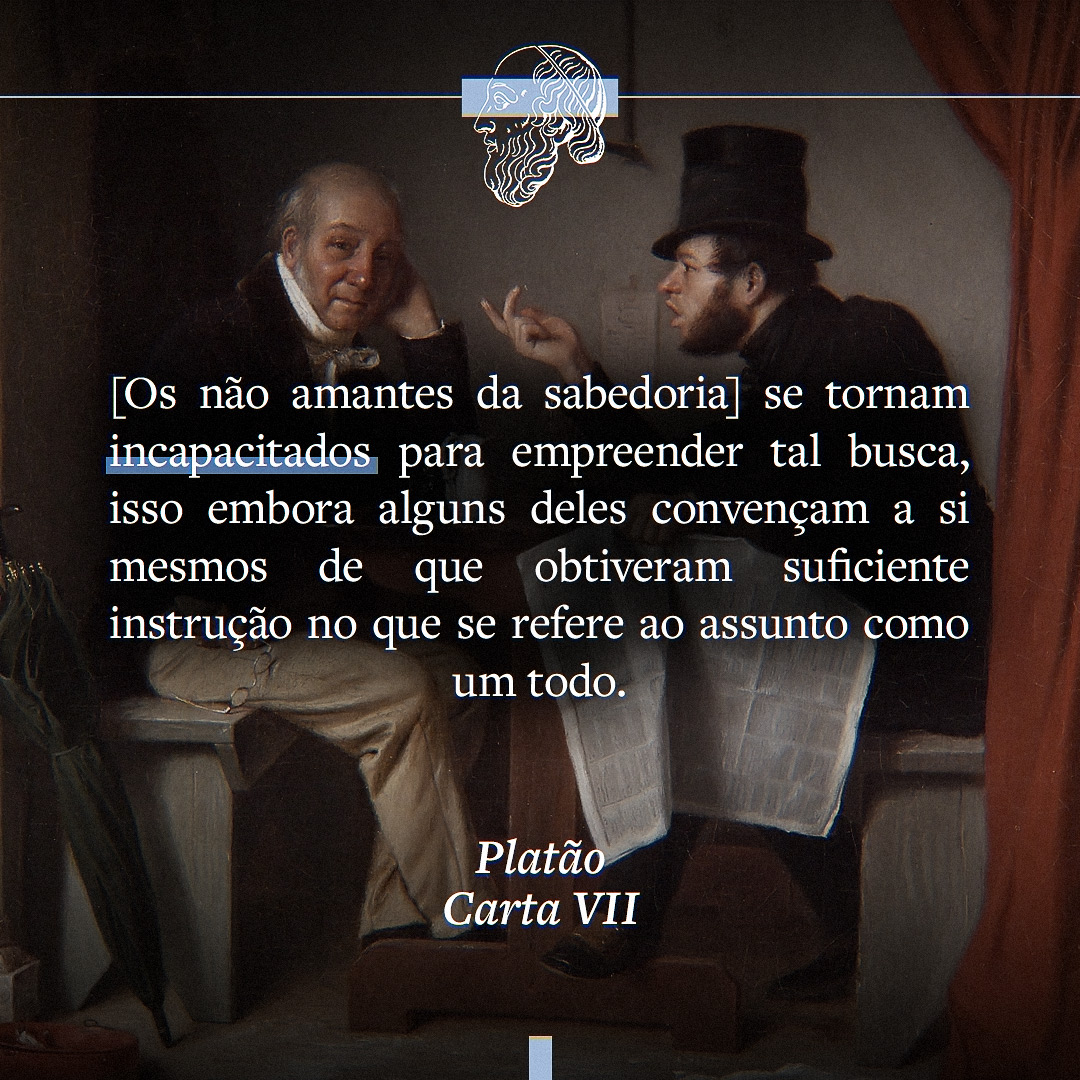 [Os não amantes da sabedoria] se tornam
incapacitados para empreender tal busca,
isso embora alguns deles convençam a si
mesmos de que obtiveram suficiente
instrução no que se refere ao assunto como
um todo.
Platão
Carta VII